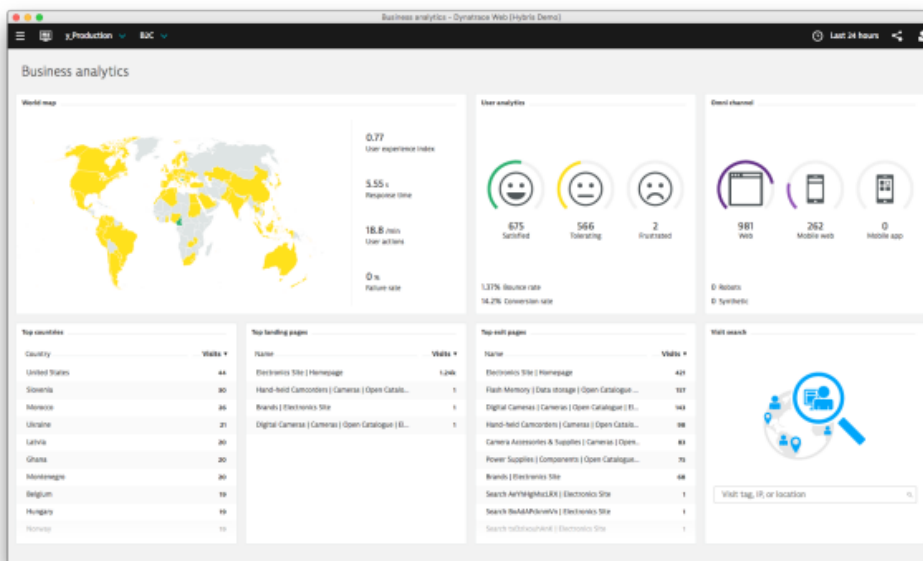 Business analytics - Dynatrace Web [Hybris Demo]
y_Production B2C Last 24 hours
Business analytics
World map
0.77
User experience index
5.55 s
Response time
18.8 /min
User actions
0 %
Failure rate
User analytics
675
Satisfied
566
Tolerating
2
Frustrated
1.37% Bounce rate
14.2% Conversion rate
Omni channel
981
Web
262
Mobile web
0
Mobile app
0 Robots
0 Synthetic
Top countries
Country Visits
United States 44
Slovenia 30
Morocco 26
Ukraine 21
Latvia 20
Ghana 20
Montenegro 20
Belgium 19
Hungary 19
Norway
Top landing pages
Name Visits
Electronics Site | Homepage 1.24k
Hand-held Camcorders | Cameras | Open Catalo... 1
Brands | Electronics Site 1
Digital Cameras | Cameras | Open Catalogue | El... 1
Top exit pages
Name Visits
Electronics Site | Homepage 421
Flash Memory | Data storage | Open Catalogue ...
Digital Cameras | Cameras | Open Catalogue | El... 143
Hand-held Camcorders | Cameras | Open Catalo... 98
Camera Accessories & Supplies | Cameras | Open... 83
Power Supplies | Components | Open Catalogue... 75
Brands | Electronics Site 68
Search | Electronics Site 1
Search | Electronics Site 1
Search | Electronics Site 1
Visit search
Visit tag, IP, or location